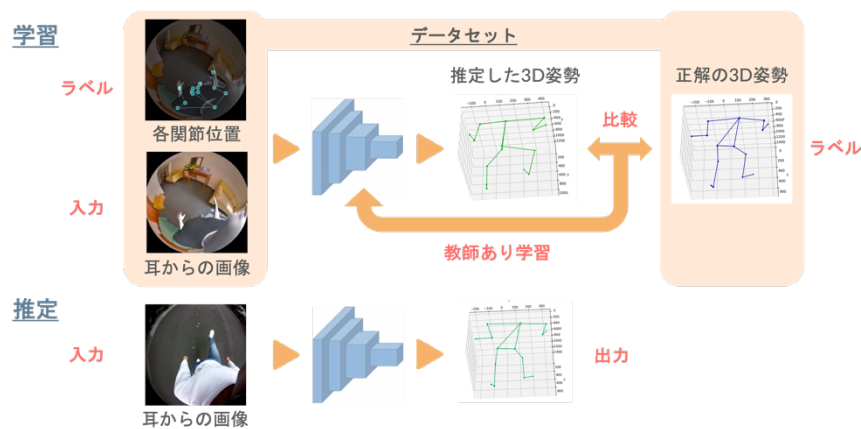 学習
データセット
ラベル
各関節位置
入力
耳からの画像
推定した3D姿勢
比較
正解の3D姿勢
ラベル
教師あり学習
推定
入力
耳からの画像
出力